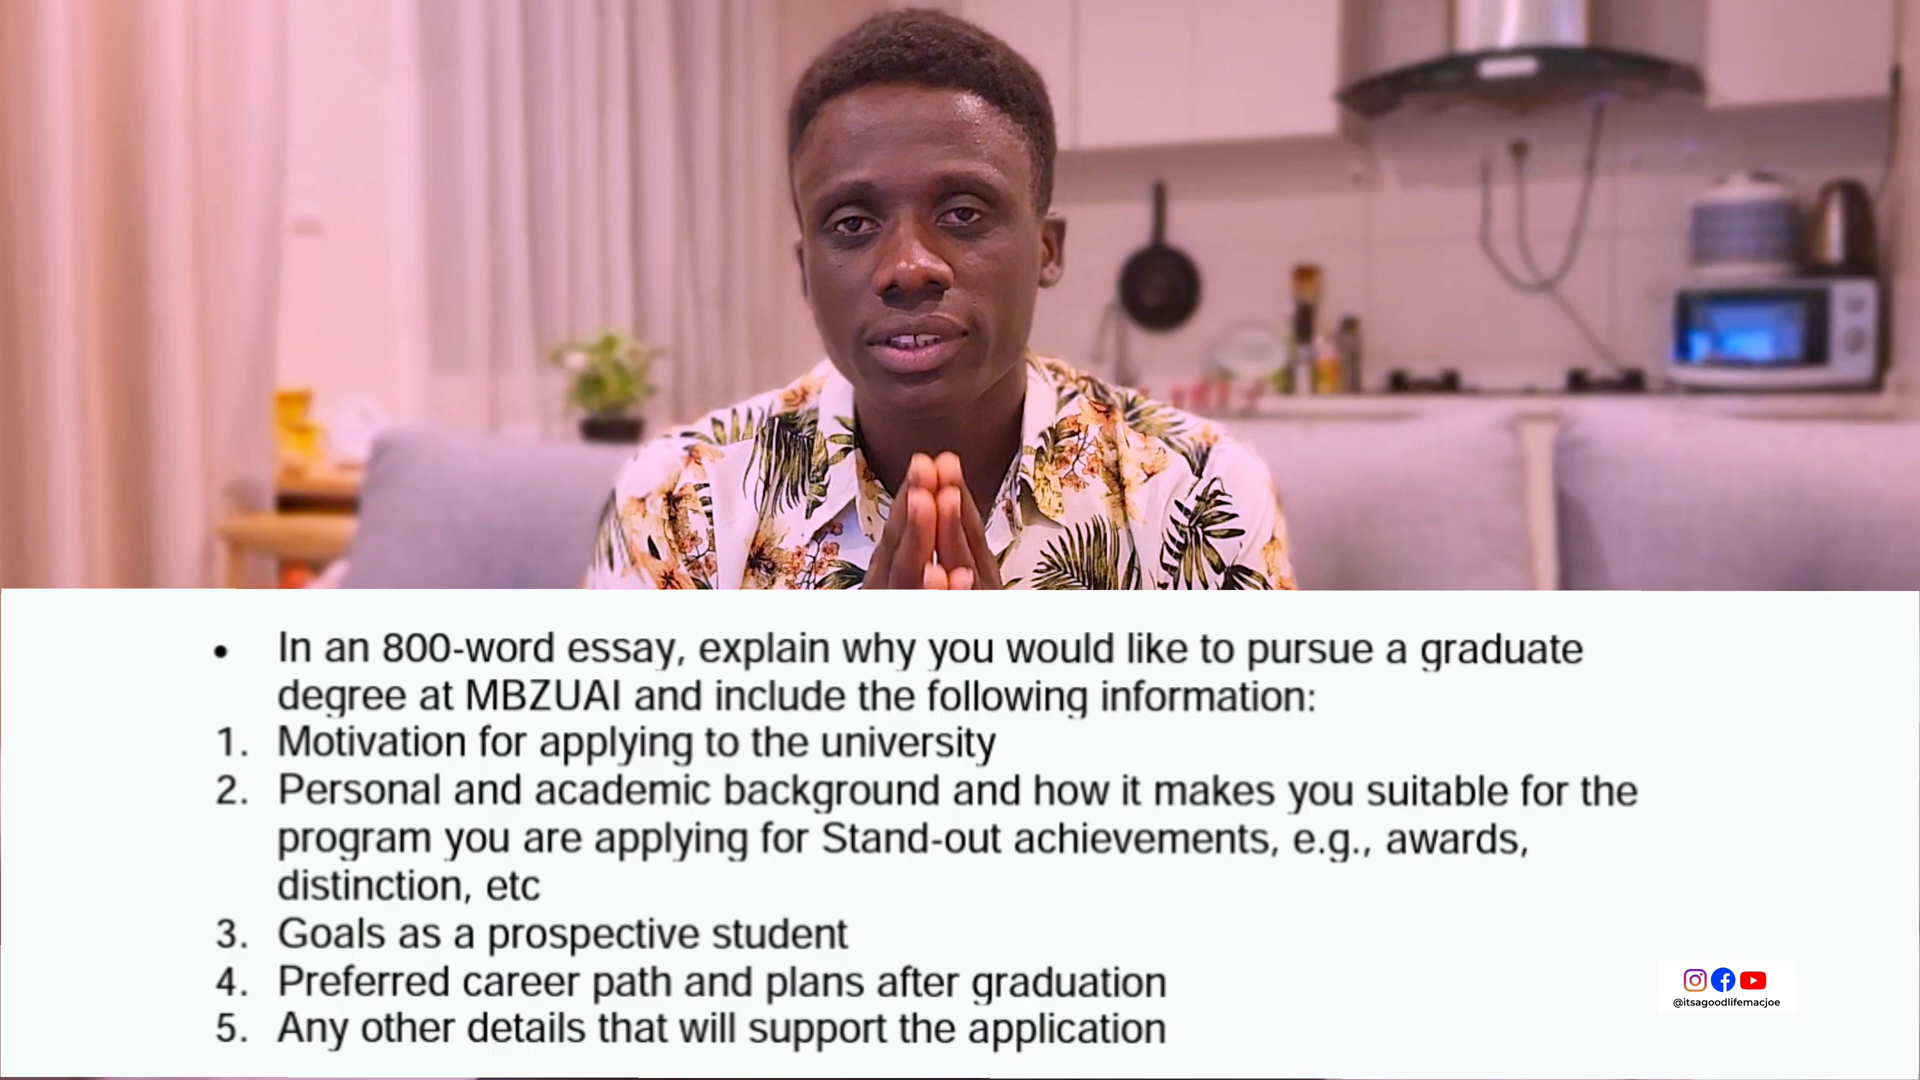 • In an 800-word essay, explain why you would like to pursue a graduate
degree at MBZUAI and include the following information:
1. Motivation for applying to the university
2. Personal and academic background and how it makes you suitable for the
program you are applying for Stand-out achievements, e.g., awards,
distinction, etc
3. Goals as a prospective student
4. Preferred career path and plans after graduation
5. Any other details that will support the application
@itsagoodlifemacjoe